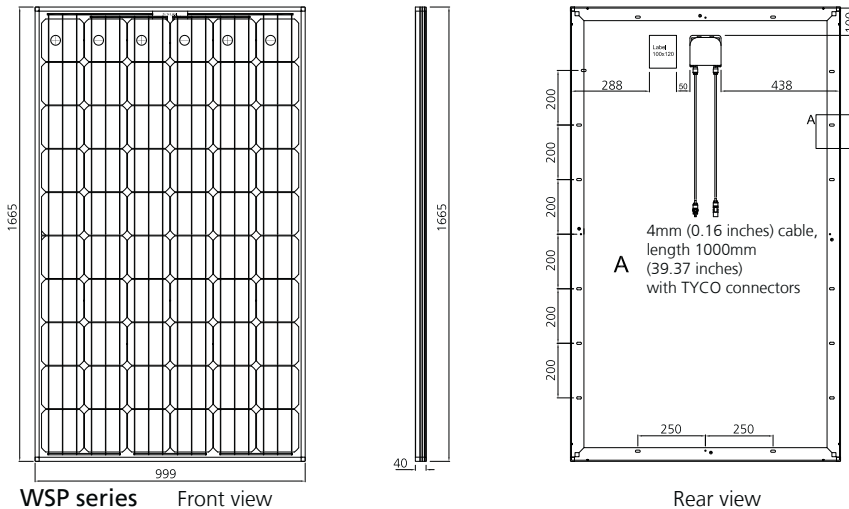 1665
999
WSP series Front view
1665
40
Label
100x120
100
288
50
438
A
200
200
200
200
200
200
4mm (0.16 inches) cable,
length 1000mm
A
(39.37 inches)
with TYCO connectors
250
250
Rear view